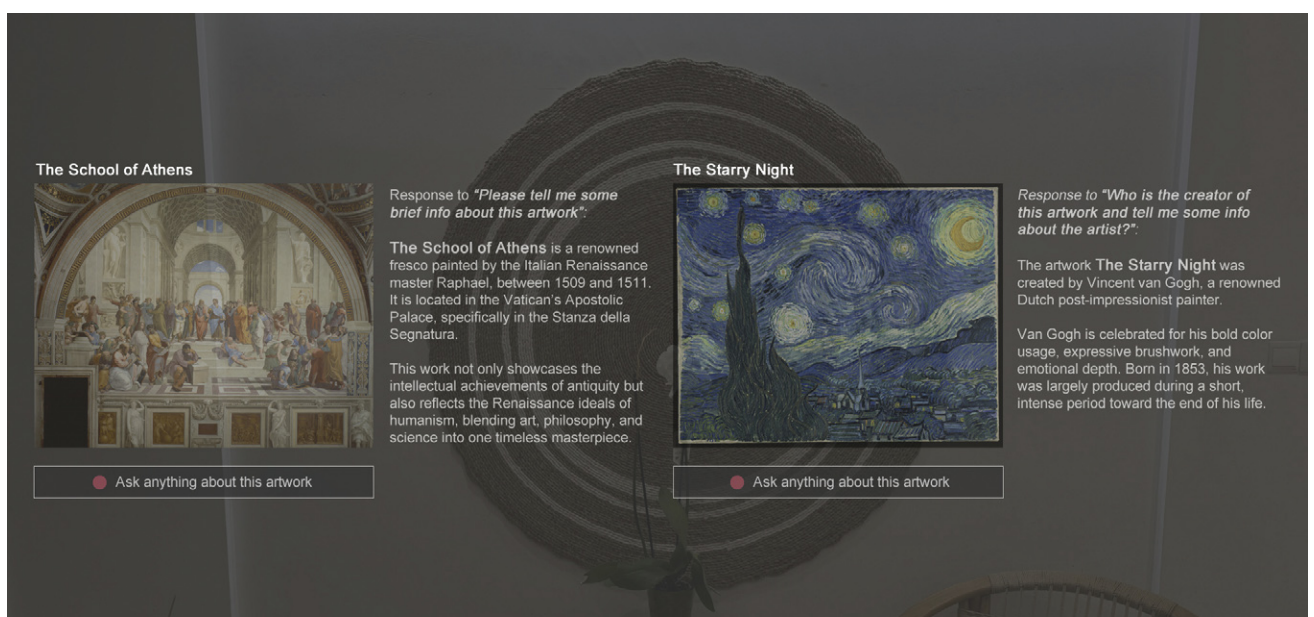 The School of Athens
Response to "Please tell me some
brief info about this artwork":
The School of Athens is a renowned
fresco painted by the Italian Renaissance
master Raphael, between 1509 and 1511.
It is located in the Vatican’s Apostolic
Palace, specifically in the Stanza della
Segnatura.
This work not only showcases the
intellectual achievements of antiquity but
also reflects the Renaissance ideals of
humanism, blending art, philosophy, and
science into one timeless masterpiece.
Ask anything about this artwork
The Starry Night
Response to "Who is the creator of
this artwork and tell me some info
about the artist?":
The artwork The Starry Night was
created by Vincent van Gogh, a renowned
Dutch post-impressionist painter.
Van Gogh is celebrated for his bold color
usage, expressive brushwork, and
emotional depth. Born in 1853, his work
was largely produced during a short,
intense period toward the end of his life.
Ask anything about this artwork